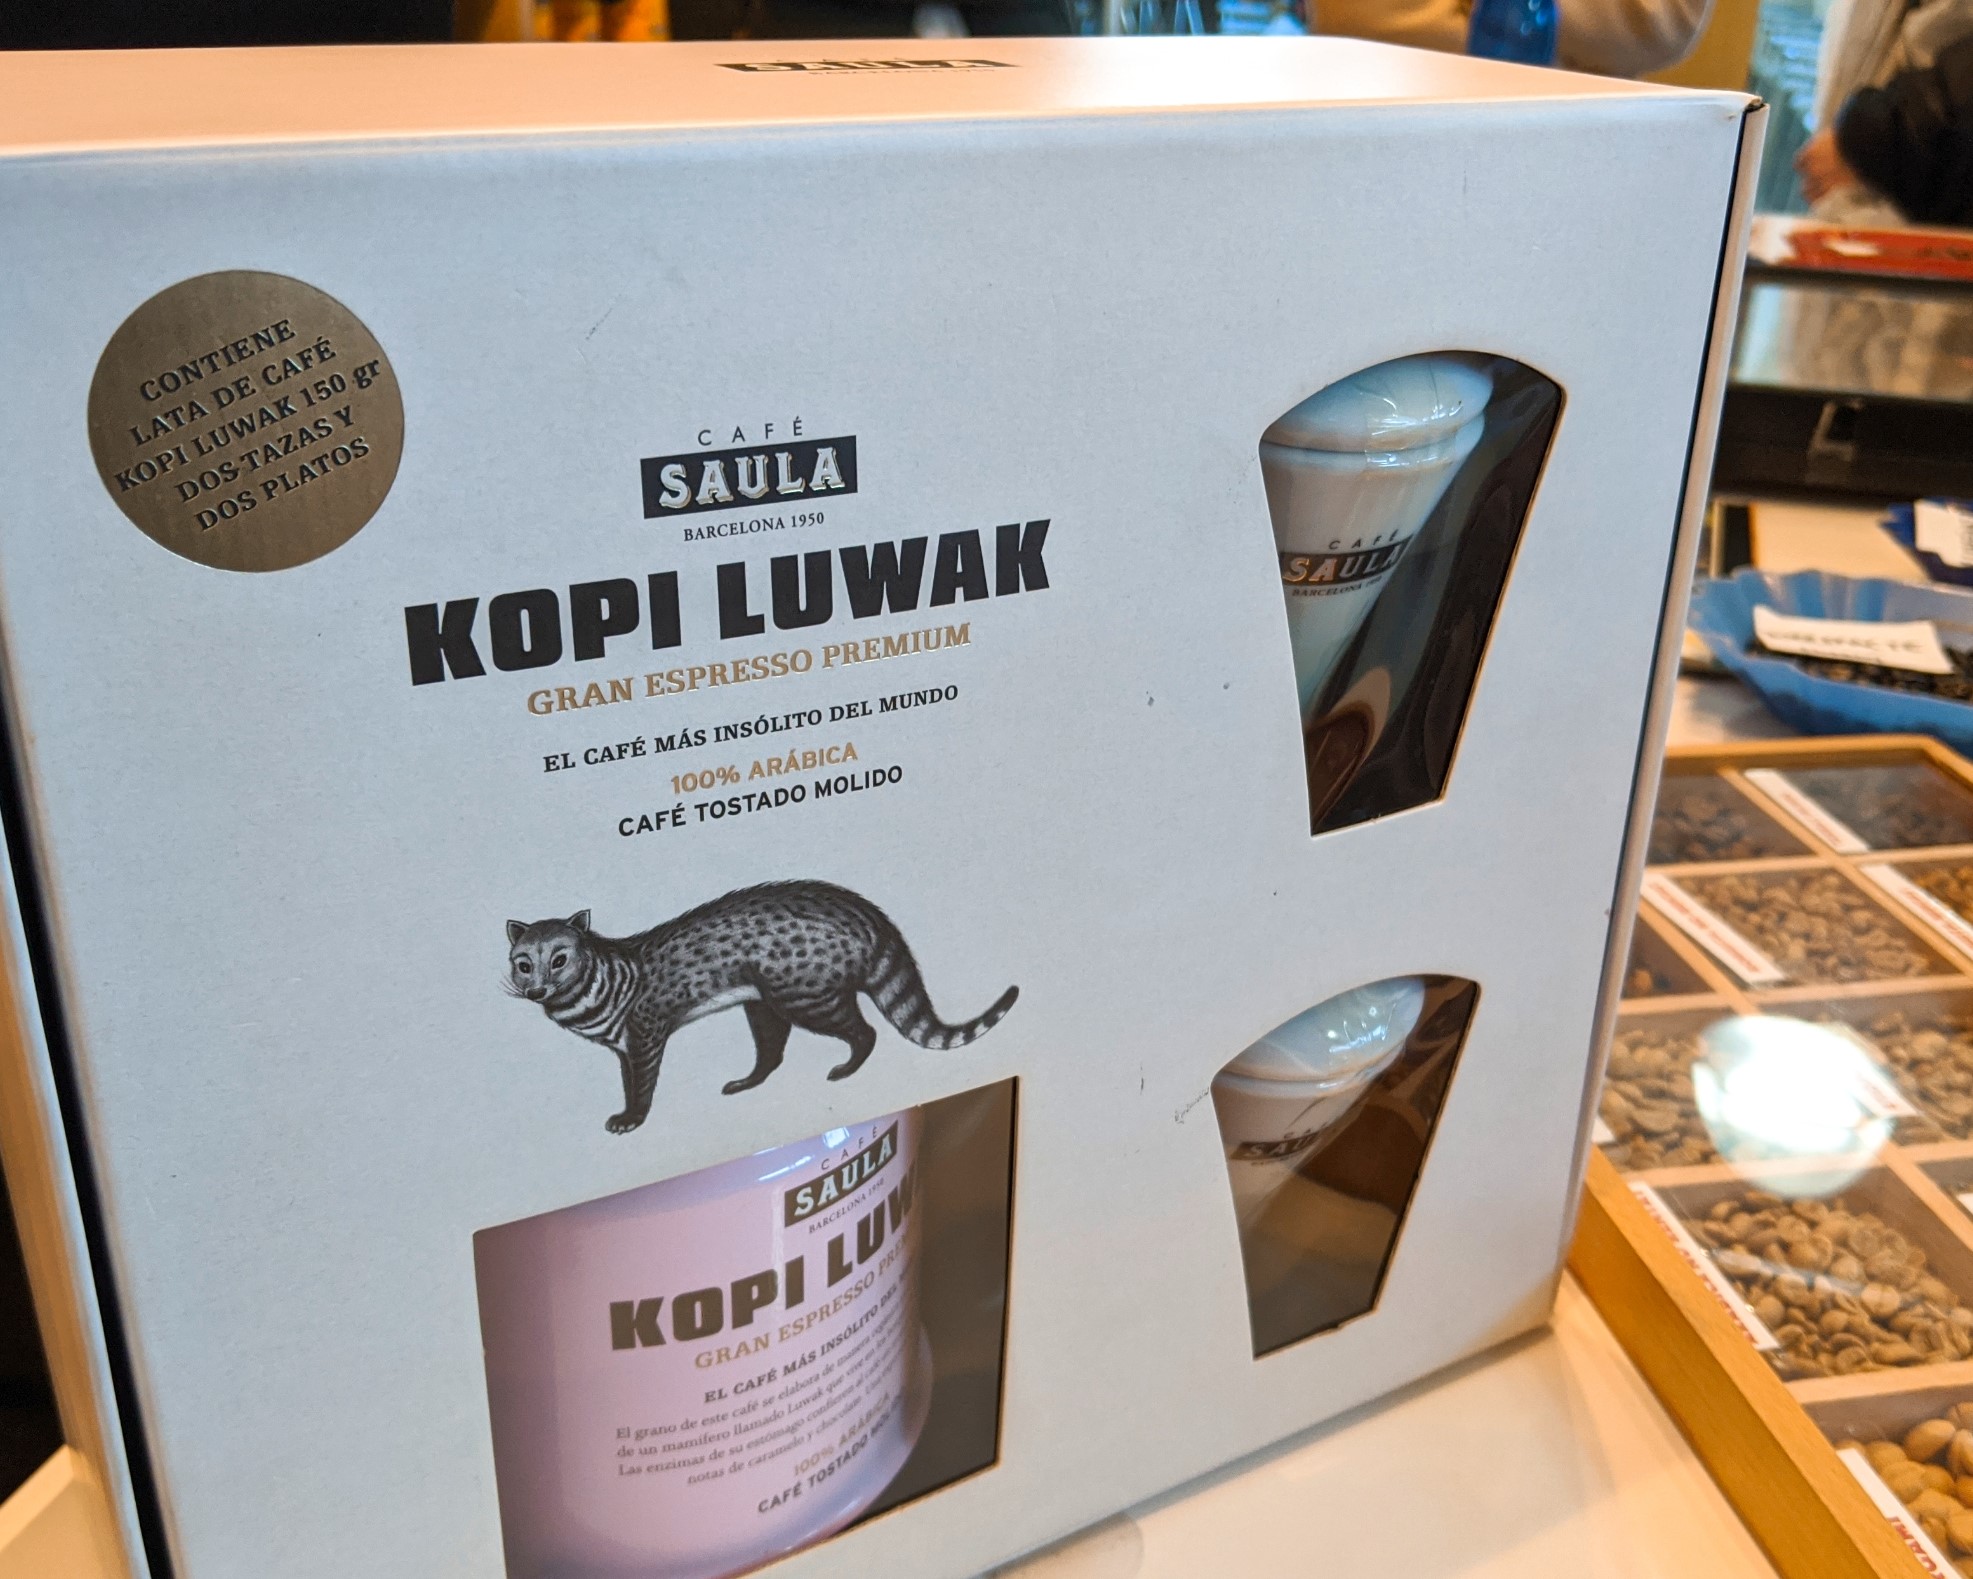 SAULA
CONTIENE
LATA DE CAFÉ
KOPI LUWAK 150 gr
DOS TAZAS Y
DOS PLATOS
CAFÉ
SAULA
BARCELONA 1950
KOPI LUWAK
GRAN ESPRESSO PREMIUM
EL CAFÉ MÁS INSÓLITO DEL MUNDO
100% ARÁBICA
CAFÉ TOSTADO MOLIDO
CAFÉ
SAULA
BARCELONA 1950
CAFÉ
SAULA
BARCELONA 1950
KOPI LUW
GRAN ESPRESSO
EL CAFÉ MÁS INSÓLITO DEL
El grano de este café se elabora de manera
de un mamífero llamado Luwak que vive en
Las enzimas de su estómago confieren al café
notas de caramelo y chocolate.
100% ARÁBICA
CAFÉ TOSTADO